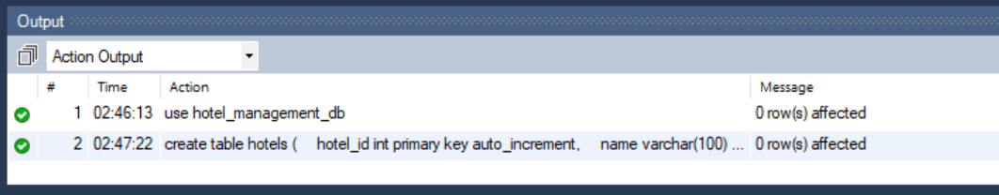 Output
Action Output
# Time Action Message
1 02:46:13 use hotel_management_db 0 row(s) affected
2 02:47:22 create table hotels ( hotel_id int primary key auto_increment, name varchar(100) ... 0 row(s) affected